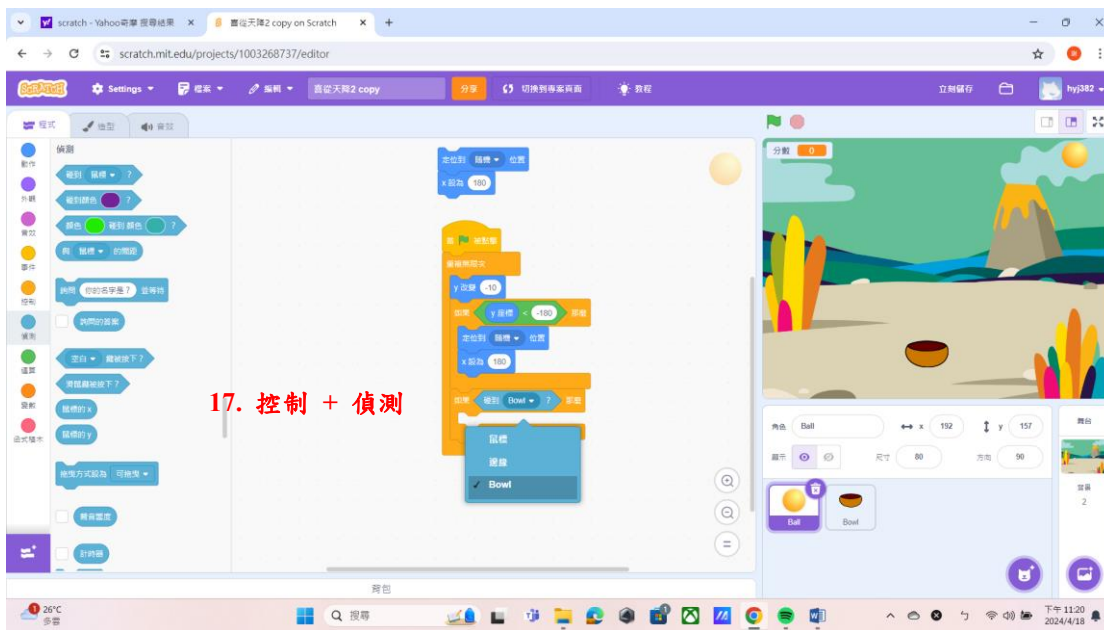 scratch - Yahoo奇摩 搜尋結果
喜從天降2 copy on Scratch
scratch.mit.edu/projects/1003268737/editor
SCRATCH
Settings
檔案
編輯
喜從天降2 copy
分享
切換到專案頁面
教程
立刻儲存
hyj382
程式
造型
音效
動作
外觀
音效
事件
控制
偵測
運算
變數
函式積木
偵測
碰到 鼠標 ?
碰到顏色 ?
顏色 碰到 顏色 ?
與 鼠標 的間距
詢問 你的名字是? 並等待
詢問的答案
空白 鍵被按下?
滑鼠鍵被按下?
鼠標的 x
鼠標的 y
拖曳方式設為 可拖曳
聲音響度
計時器
定位到 隨機 位置
x 設為 180
當 被點擊
重複無限次
y 改變 -10
如果 y 座標 < -180 那麼
定位到 隨機 位置
x 設為 180
如果 碰到 Bowl ? 那麼
鼠標
邊緣
✓ Bowl
17. 控制 + 偵測
分數 0
角色 Ball x 192 y 157
顯示 尺寸 80 方向 90
Ball
Bowl
舞台
背景
2
背包
1
26°C
多雲
搜尋
下午 11:20
2024/4/18